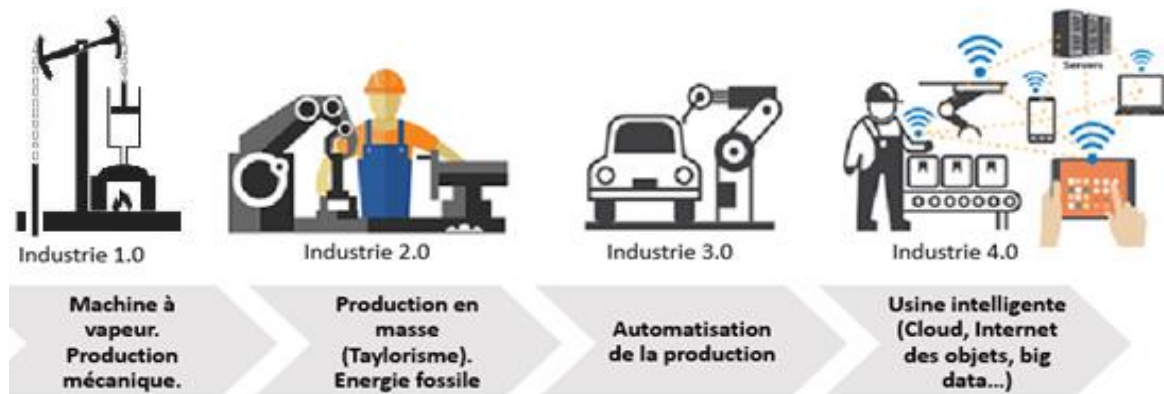 Servers
Industrie 1.0
Industrie 2.0
Industrie 3.0
Industrie 4.0
Machine à
vapeur.
Production
mécanique.
Production en
masse
(Taylorisme).
Energie fossile
Automatisation
de la production
Usine intelligente
(Cloud, Internet
des objets, big
data...)